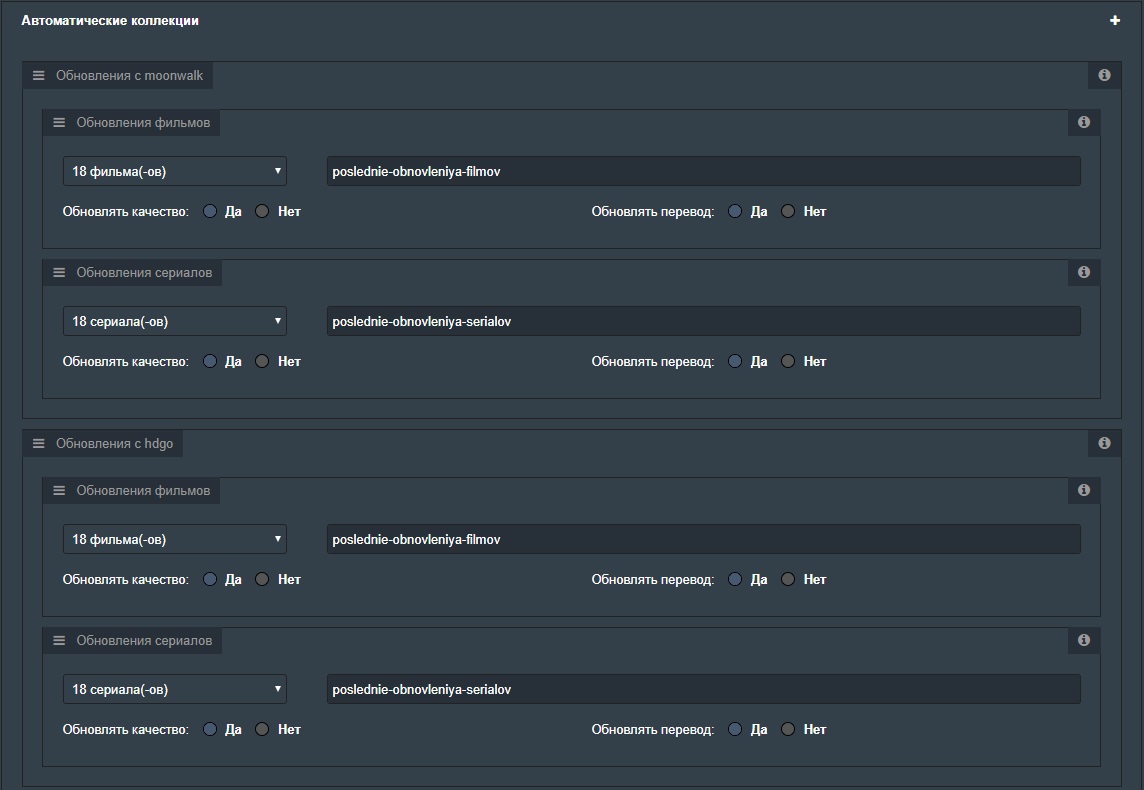 Автоматические коллекции
Обновления с moonwalk
Обновления фильмов
18 фильма(-ов) poslednie-obnovleniya-filmov
Обновлять качество: Да Нет Обновлять перевод: Да Нет
Обновления сериалов
18 сериала(-ов) poslednie-obnovleniya-serialov
Обновлять качество: Да Нет Обновлять перевод: Да Нет
Обновления с hdgo
Обновления фильмов
18 фильма(-ов) poslednie-obnovleniya-filmov
Обновлять качество: Да Нет Обновлять перевод: Да Нет
Обновления сериалов
18 сериала(-ов) poslednie-obnovleniya-serialov
Обновлять качество: Да Нет Обновлять перевод: Да Нет